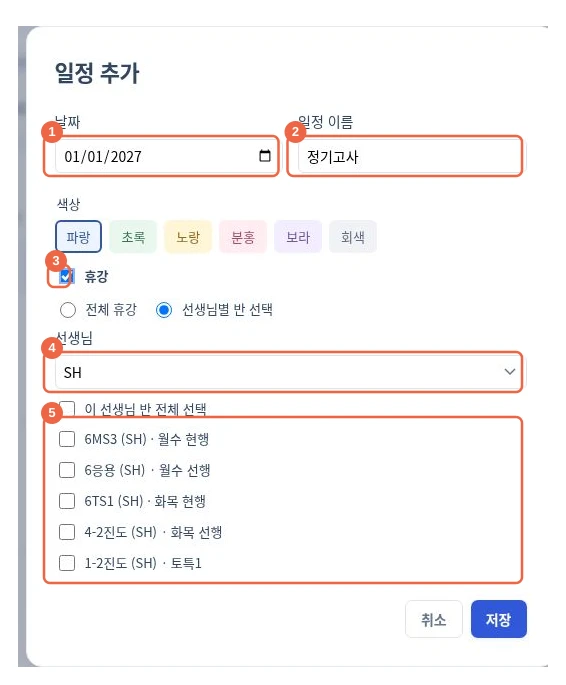 일정 추가
날짜 일정 이름
1 2
01/01/2027 정기고사
색상
파랑 초록 노랑 분홍 보라 회색
3
휴강
전체 휴강 선생님별 반 선택
선생님
4
SH
5 이 선생님 반 전체 선택
6MS3 (SH) · 월수 현행
6응용 (SH) · 월수 선행
6TS1 (SH) · 화목 현행
4-2진도 (SH) · 화목 선행
1-2진도 (SH) · 토특1
취소 저장